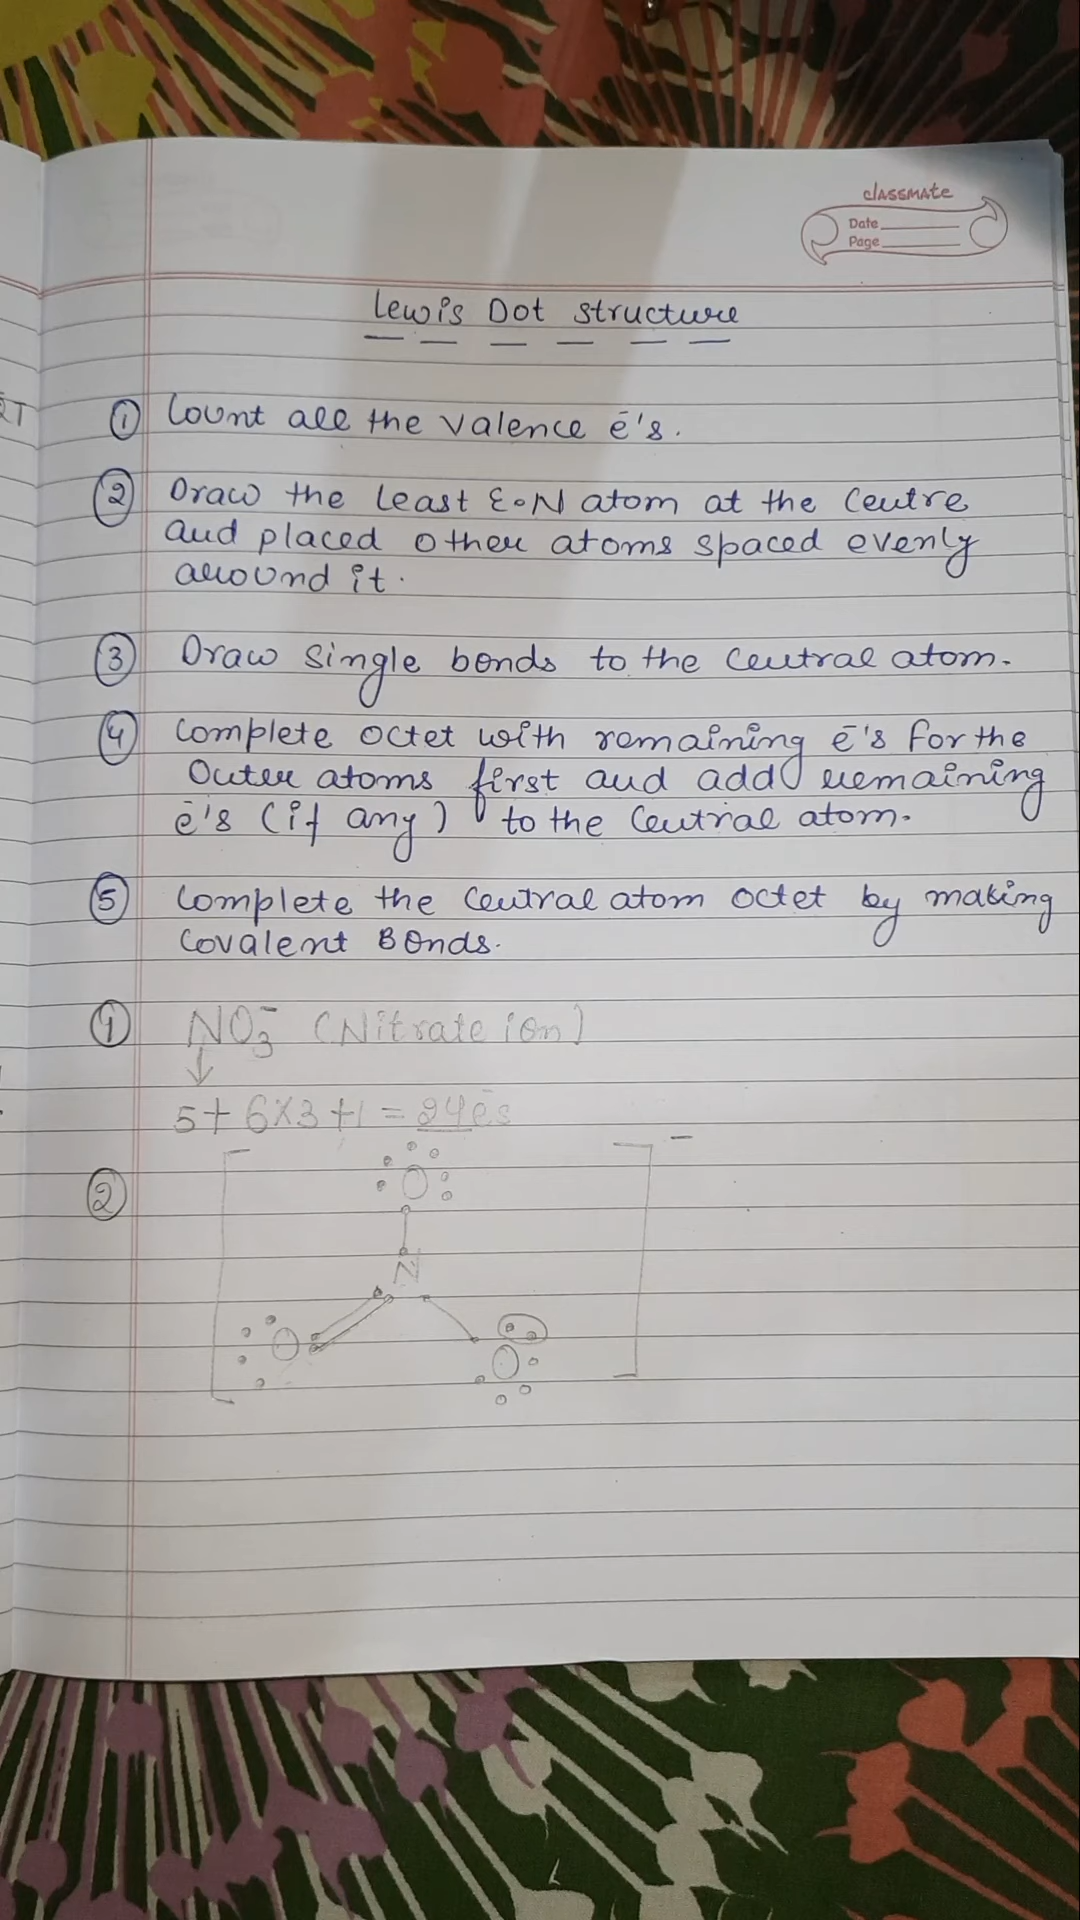 classmate
Date
Page
Lewis Dot structure
① Count all the valence ē's.
② Draw the least E.N atom at the centre
and placed other atoms spaced evenly
around it.
③ Draw single bonds to the central atom.
④ Complete octet with remaining ē's for the
outer atoms first and add remaining
ē's (if any) to the central atom.
⑤ Complete the central atom octet by making
covalent Bonds.
① NO₃⁻ (Nitrate ion)
↓
5+ 6×3 +1 = 24ēs
②
O
N
O
O